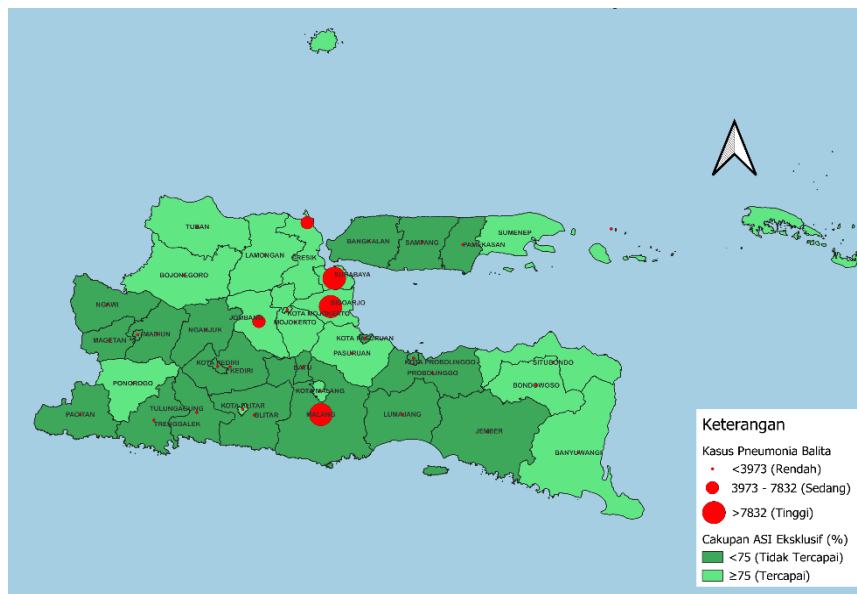 TUBAN
LAMONGAN
GRESIK
BANGKALAN
SAMPANG
PAMEKASAN
SUMENEP
BOJONEGORO
SURABAYA
SIDOARJO
NGAWI
JOMBANG
KOTA MOJOKERTO
MOJOKERTO
MADIUN
NGANJUK
MAGETAN
KOTA PASURUAN
PASURUAN
KOTA KEDIRI
KEDIRI
BATU
KOTA PROBOLINGGO
PROBOLINGGO
SITUBONDO
BONDOWOSO
PONOROGO
KOTA MALANG
MALANG
PACITAN
TULUNGAGUNG
TRENGGALEK
KOTA BLITAR
BLITAR
LUMAJANG
JEMBER
BANYUWANGI
Keterangan
Kasus Pneumonia Balita
<3973 (Rendah)
3973 - 7832 (Sedang)
>7832 (Tinggi)
Cakupan ASI Eksklusif (%)
<75 (Tidak Tercapai)
≥75 (Tercapai)